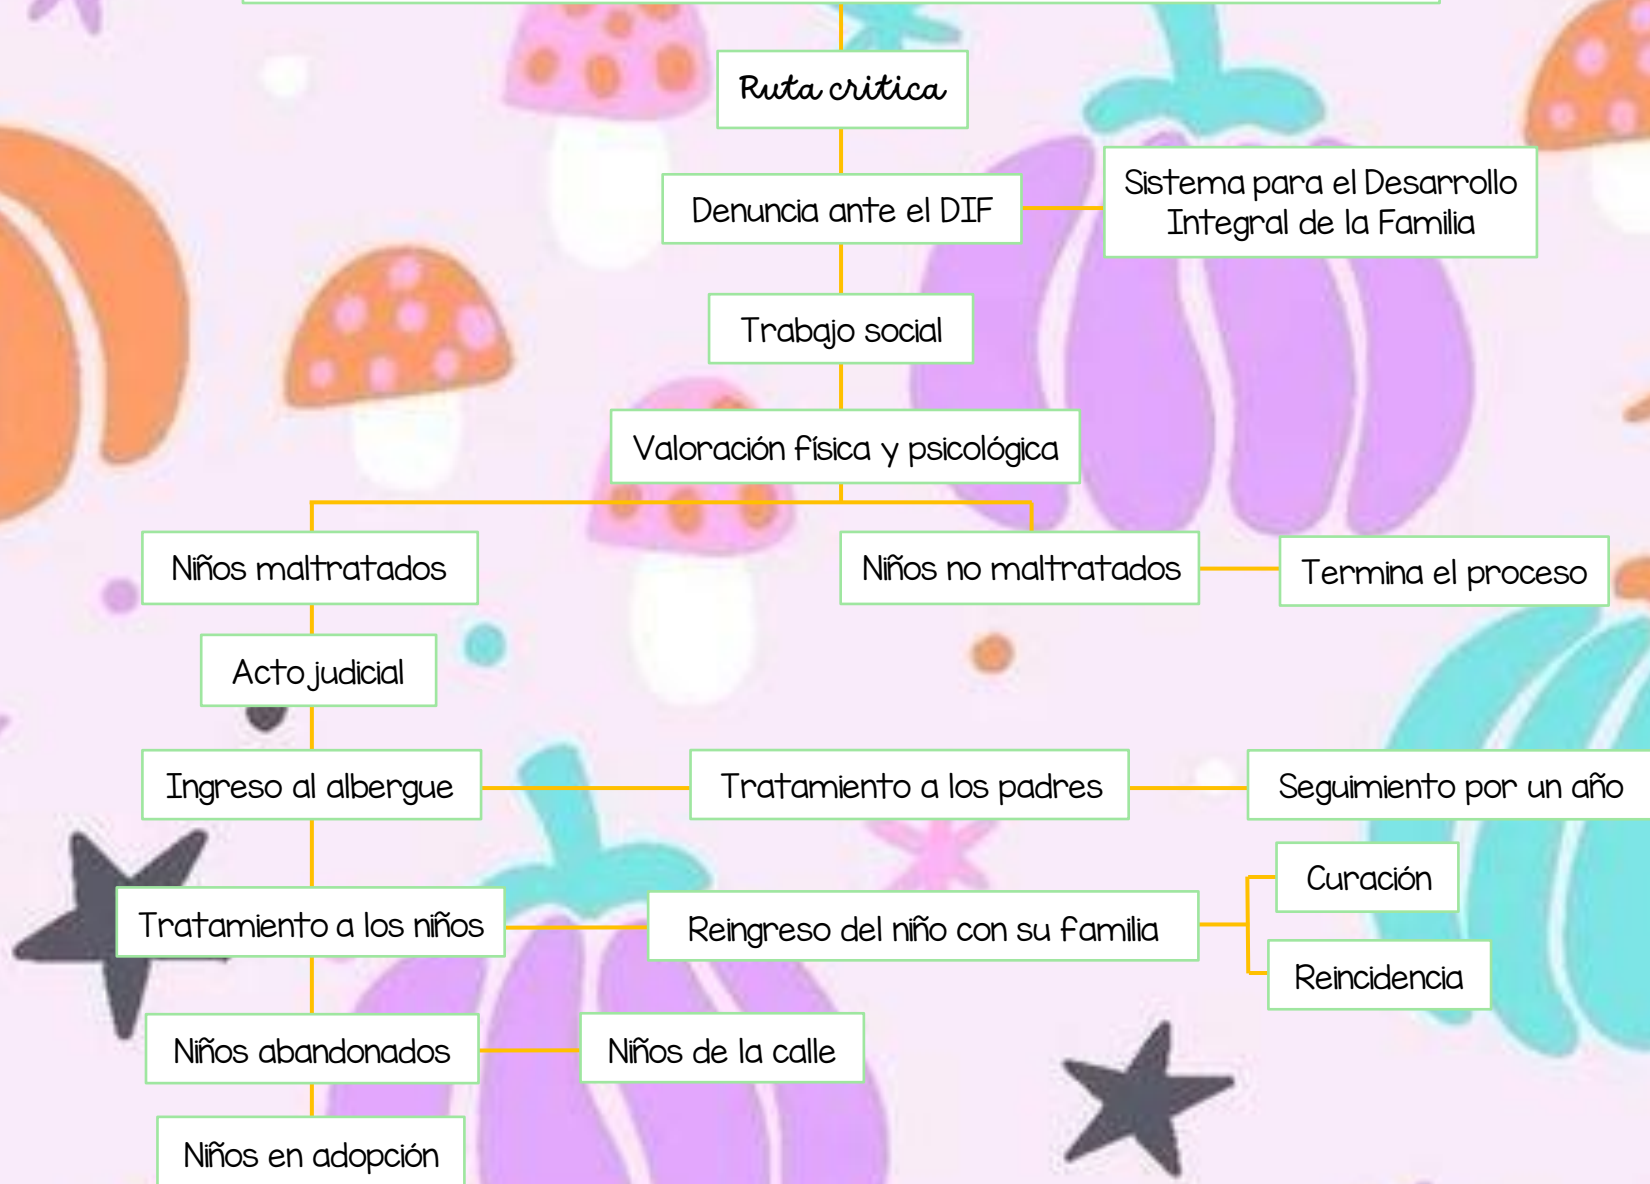 Ruta critica
Denuncia ante el DIF
Sistema para el Desarrollo
Integral de la Familia
Trabajo social
Valoración física y psicológica
Niños maltratados
Niños no maltratados
Termina el proceso
Acto judicial
Ingreso al albergue
Tratamiento a los padres
Seguimiento por un año
Curación
Tratamiento a los niños
Reingreso del niño con su familia
Reincidencia
Niños abandonados
Niños de la calle
Niños en adopción